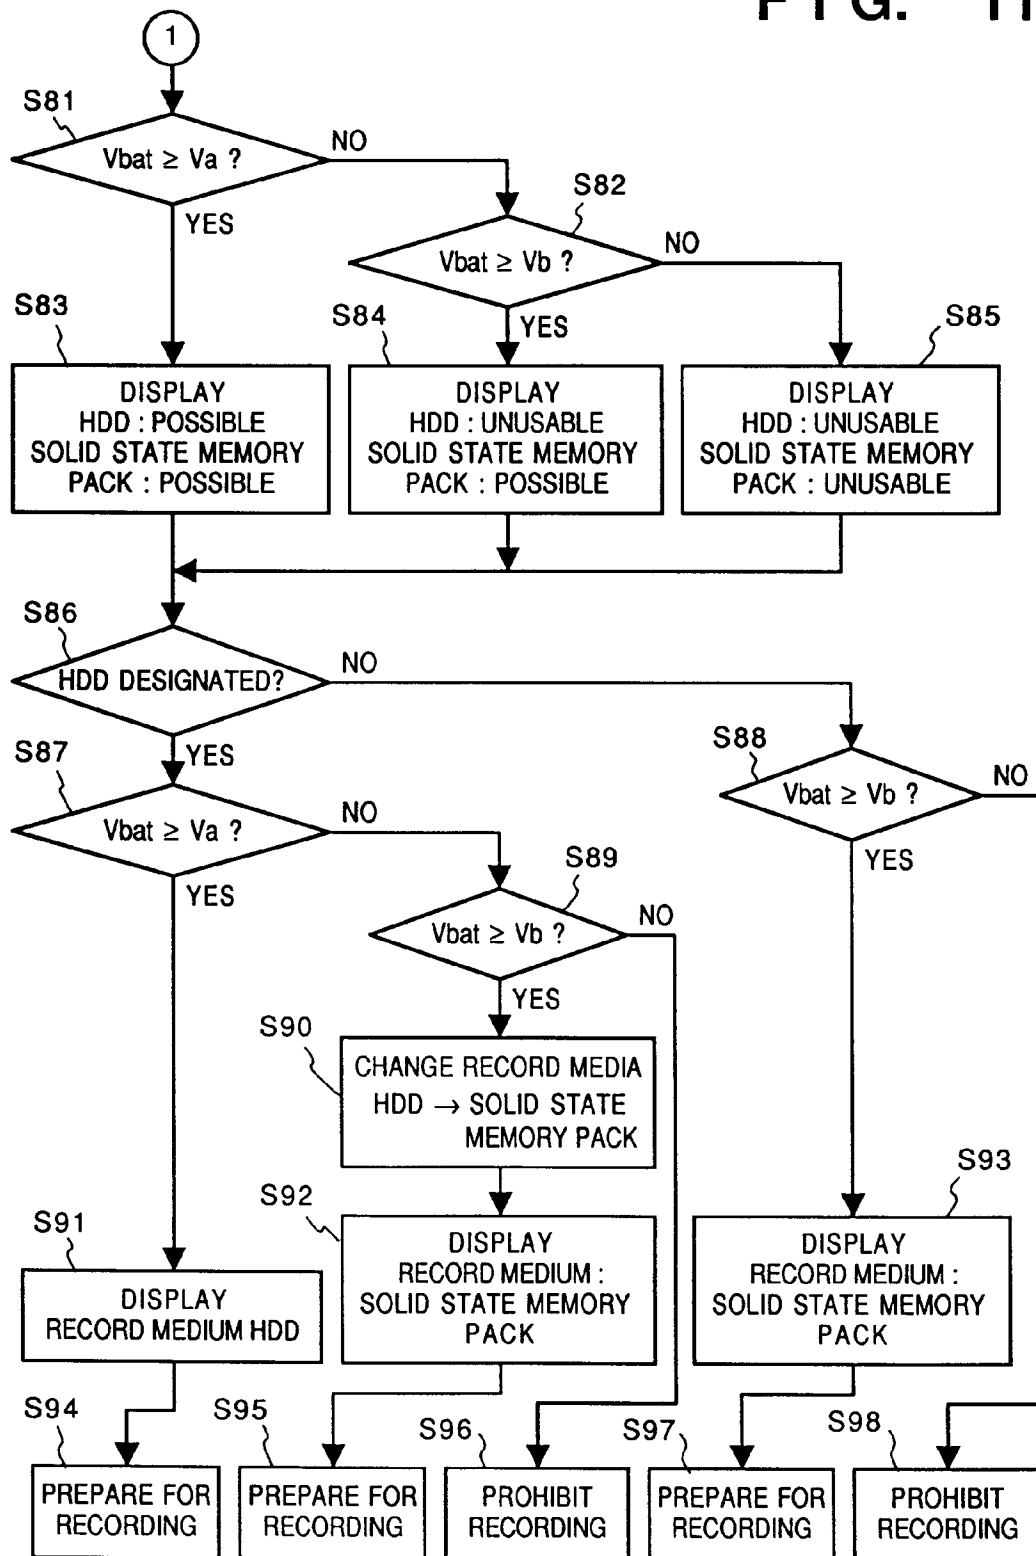 FIG. 11
1
S81
Vbat ≥ Va ?
NO
YES
S82
Vbat ≥ Vb ?
NO
YES
S83
DISPLAY
HDD : POSSIBLE
SOLID STATE MEMORY
PACK : POSSIBLE
S84
DISPLAY
HDD : UNUSABLE
SOLID STATE MEMORY
PACK : POSSIBLE
S85
DISPLAY
HDD : UNUSABLE
SOLID STATE MEMORY
PACK : UNUSABLE
S86
HDD DESIGNATED?
NO
YES
S87
Vbat ≥ Va ?
NO
YES
S88
Vbat ≥ Vb ?
NO
YES
S89
Vbat ≥ Vb ?
NO
YES
S90
CHANGE RECORD MEDIA
HDD → SOLID STATE
MEMORY PACK
S91
DISPLAY
RECORD MEDIUM HDD
S92
DISPLAY
RECORD MEDIUM :
SOLID STATE MEMORY
PACK
S93
DISPLAY
RECORD MEDIUM :
SOLID STATE MEMORY
PACK
S94
PREPARE FOR
RECORDING
S95
PREPARE FOR
RECORDING
S96
PROHIBIT
RECORDING
S97
PREPARE FOR
RECORDING
S98
PROHIBIT
RECORDING